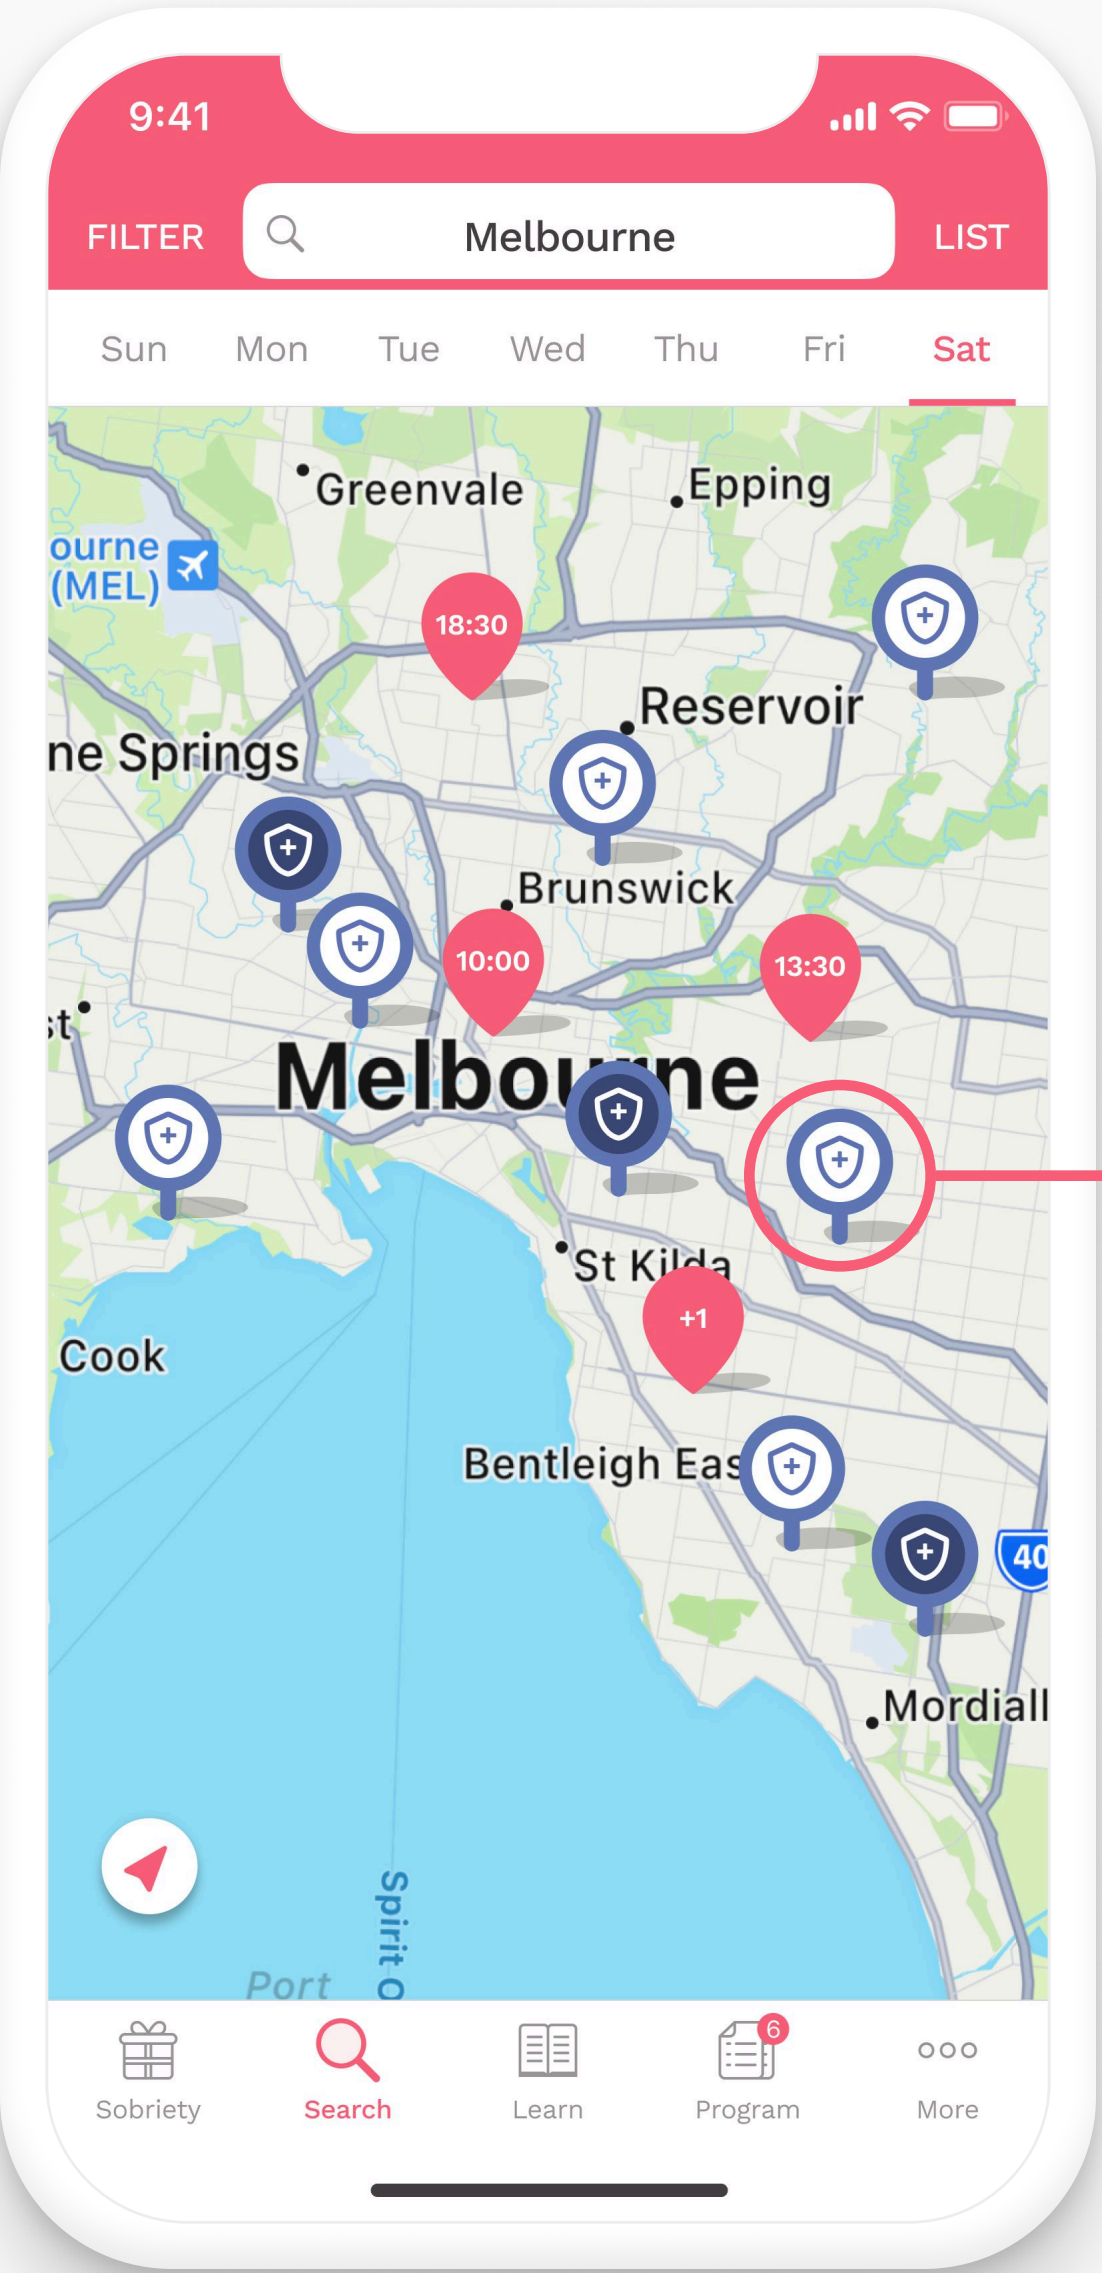 9:41
FILTER
Melbourne
LIST
Sun Mon Tue Wed Thu Fri Sat
Greenvale
Epping
ourne
(MEL)
18:30
Reservoir
ne Springs
Brunswick
10:00
13:30
st
Melbourne
St Kilda
+1
Cook
Bentleigh Eas
40
Mordiall
Spirit O
Port
6
Sobriety Search Learn Program More